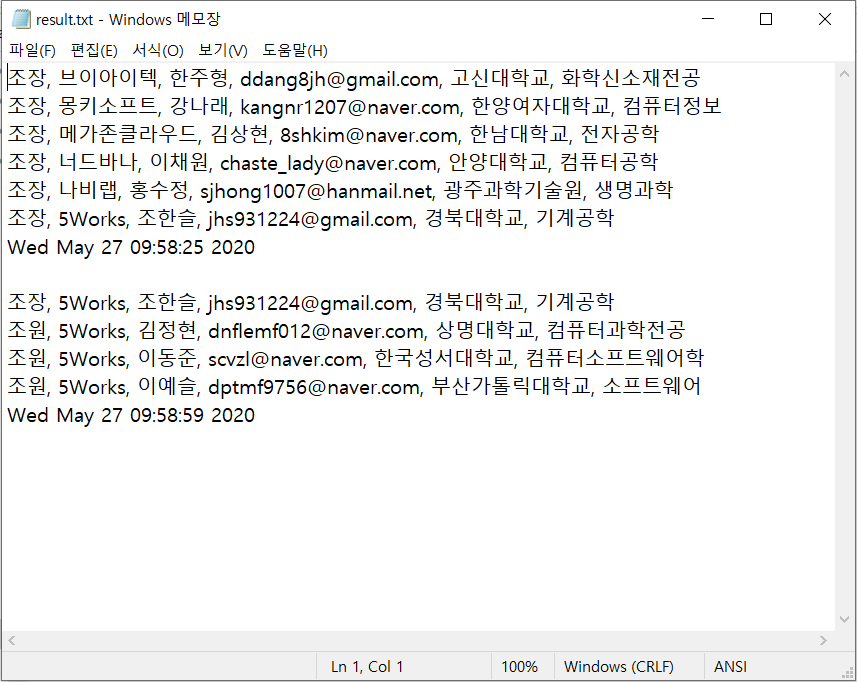 result.txt - Windows 메모장
파일(F) 편집(E) 서식(O) 보기(V) 도움말(H)
조장, 브이아이텍, 한주형, ddang8jh@gmail.com, 고신대학교, 화학신소재전공
조장, 몽키소프트, 강나래, kangnr1207@naver.com, 한양여자대학교, 컴퓨터정보
조장, 메가존클라우드, 김상현, 8shkim@naver.com, 한남대학교, 전자공학
조장, 너드바나, 이채원, chaste_lady@naver.com, 안양대학교, 컴퓨터공학
조장, 나비랩, 홍수정, sjhong1007@hanmail.net, 광주과학기술원, 생명과학
조장, 5Works, 조한슬, jhs931224@gmail.com, 경북대학교, 기계공학
Wed May 27 09:58:25 2020
조장, 5Works, 조한슬, jhs931224@gmail.com, 경북대학교, 기계공학
조원, 5Works, 김정현, dnflemf012@naver.com, 상명대학교, 컴퓨터과학전공
조원, 5Works, 이동준, scvzl@naver.com, 한국성서대학교, 컴퓨터소프트웨어학
조원, 5Works, 이예슬, dptmf9756@naver.com, 부산가톨릭대학교, 소프트웨어
Wed May 27 09:58:59 2020
Ln 1, Col 1 100% Windows (CRLF) ANSI